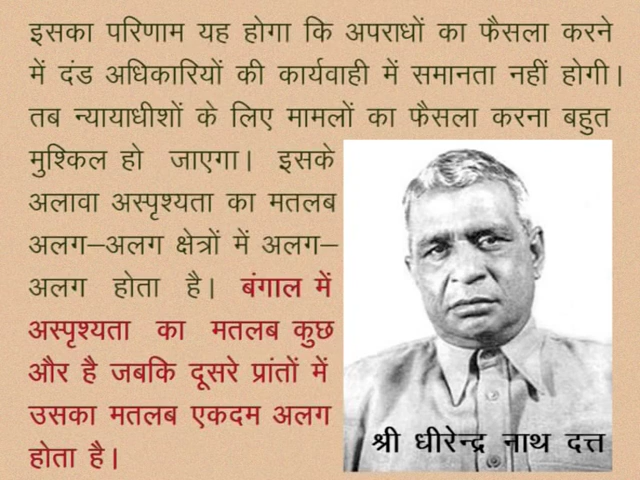 इसका परिणाम यह होगा कि अपराधों का फैसला करने
में दंड अधिकारियों की कार्यवाही में समानता नहीं होगी।
तब न्यायाधीशों के लिए मामलों का फैसला करना बहुत
मुश्किल हो जाएगा। इसके
अलावा अस्पृश्यता का मतलब
अलग–अलग क्षेत्रों में अलग–
अलग होता है। बंगाल में
अस्पृश्यता का मतलब कुछ
और है जबकि दूसरे प्रांतों में
उसका मतलब एकदम अलग
होता है।
श्री धीरेन्द्र नाथ दत्त